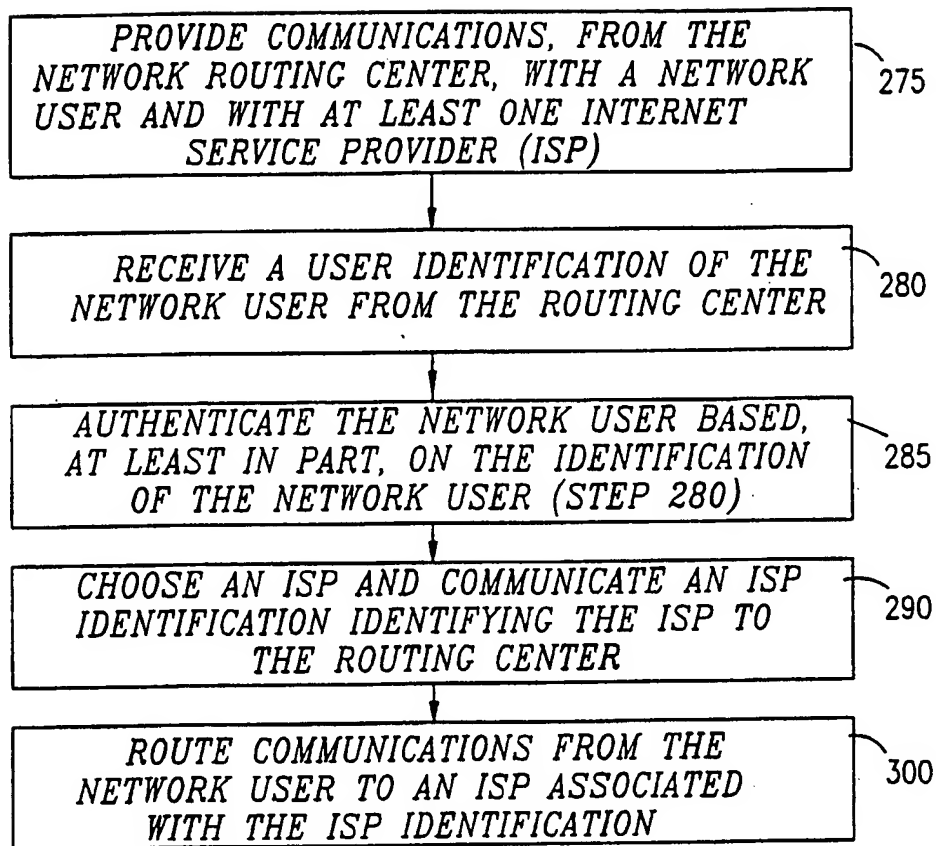 PROVIDE COMMUNICATIONS, FROM THE
NETWORK ROUTING CENTER, WITH A NETWORK
USER AND WITH AT LEAST ONE INTERNET
SERVICE PROVIDER (ISP)
275
RECEIVE A USER IDENTIFICATION OF THE
NETWORK USER FROM THE ROUTING CENTER
280
AUTHENTICATE THE NETWORK USER BASED,
AT LEAST IN PART, ON THE IDENTIFICATION
OF THE NETWORK USER (STEP 280)
285
CHOOSE AN ISP AND COMMUNICATE AN ISP
IDENTIFICATION IDENTIFYING THE ISP TO
THE ROUTING CENTER
290
ROUTE COMMUNICATIONS FROM THE
NETWORK USER TO AN ISP ASSOCIATED
WITH THE ISP IDENTIFICATION
300